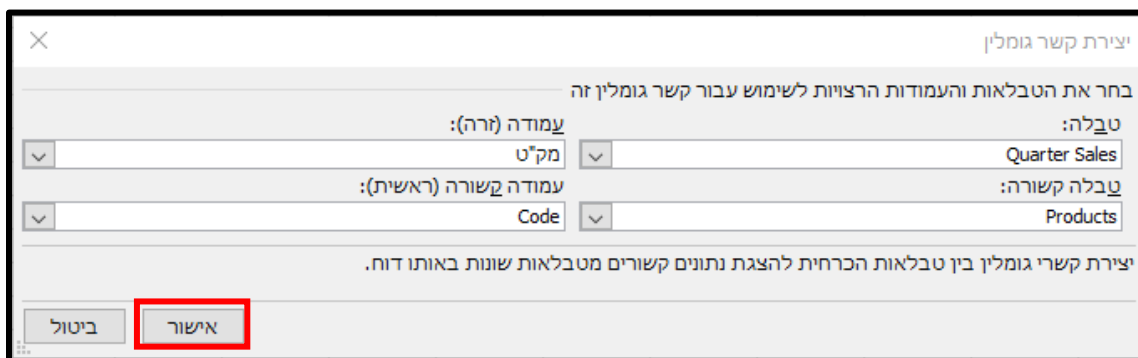 יצירת קשר גומלין
בחר את הטבלאות והעמודות הרצויות לשימוש עבור קשר גומלין זה
טבלה: עמודה (זרה):
Quarter Sales מק"ט
טבלה קשורה: עמודה קשורה (ראשית):
Products Code
יצירת קשרי גומלין בין טבלאות הכרחית להצגת נתונים קשורים מטבלאות שונות באותו דוח.
אישור ביטול